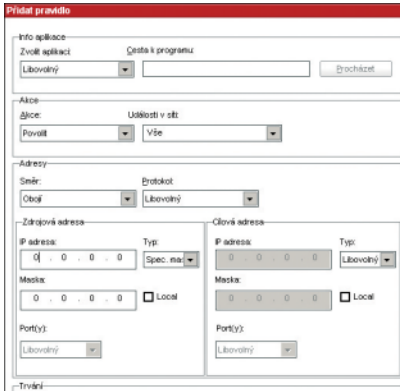 Přidat pravidlo
Info aplikace
Zvolit aplikaci: Cesta k programu:
Libovolný Procházet
Akce
Akce: Události v síti:
Povolit Vše
Adresy
Směr: Protokol:
Obojí Libovolný
Zdrojová adresa Cílová adresa
IP adresa: Typ: IP adresa: Typ:
0 . 0 . 0 . 0 Spec. mas 0 . 0 . 0 . 0 Libovolný
Maska: Maska:
0 . 0 . 0 . 0 Local 0 . 0 . 0 . 0 Local
Port(y): Port(y):
Libovolný Libovolný
Trvání